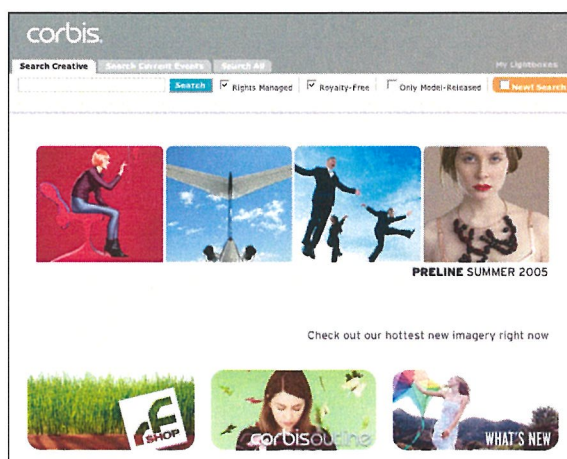 corbis.
Search Creative Search Current Events Search All My Lightboxes
Search Rights Managed Royalty-Free Only Model-Released New! Search
PRELINE SUMMER 2005
Check out our hottest new imagery right now
rf SHOP corbisoutline WHAT'S NEW